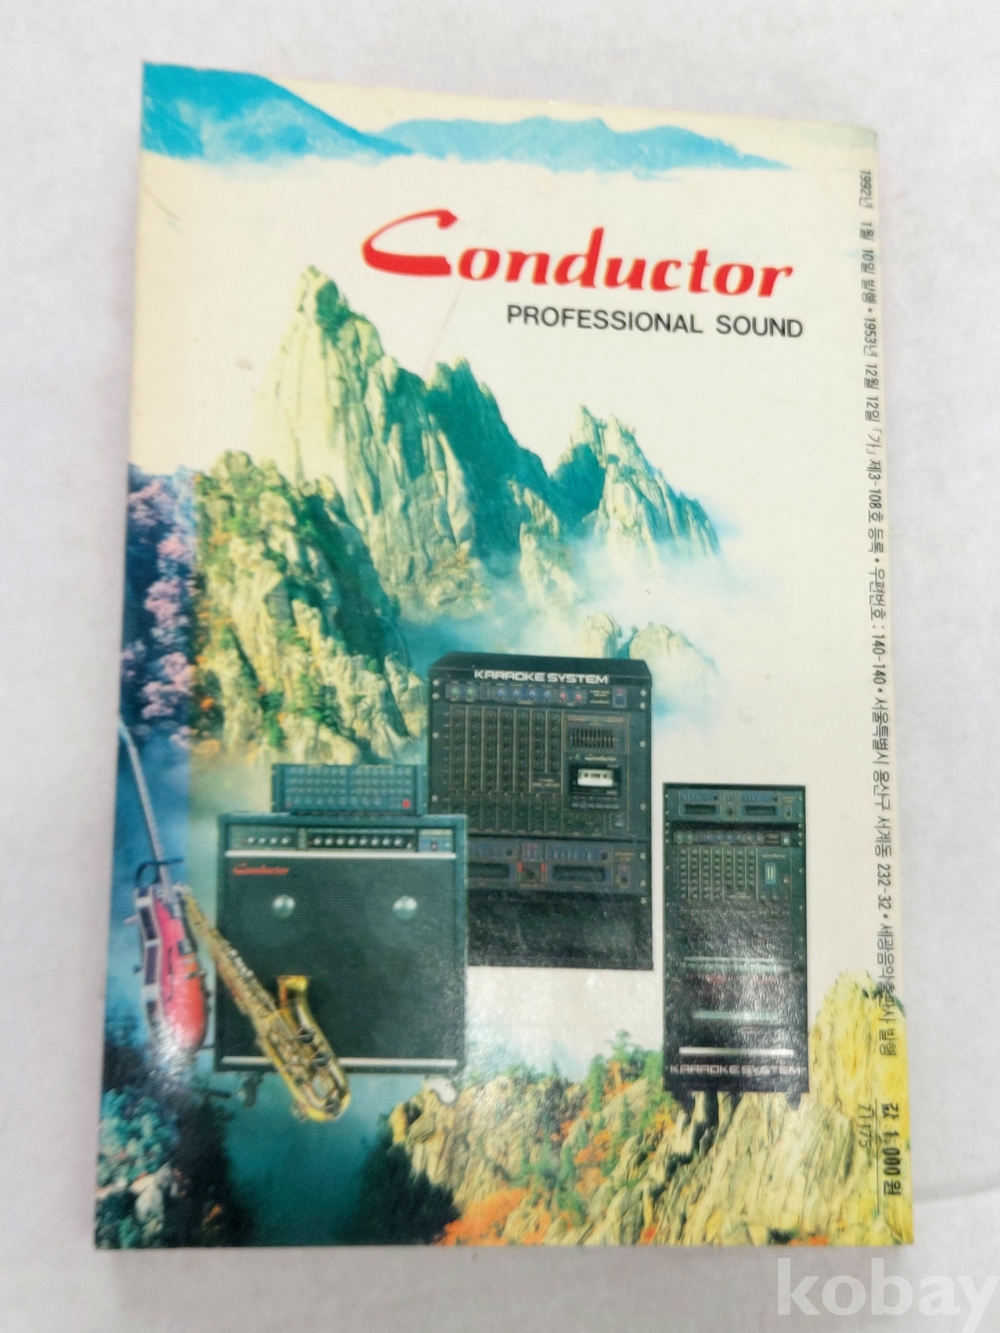 Conductor
PROFESSIONAL SOUND
1992년 1월 10일 발행 • 1953년 12월 12일 「가」제3-108호 등록 • 우편번호 : 140-140 • 서울특별시 용산구 서계동 232-32 • 세광음악출판사 발행
값 1,000원
71175
KARAOKE SYSTEM
Conductor
KARAOKE SYSTEM
kobay